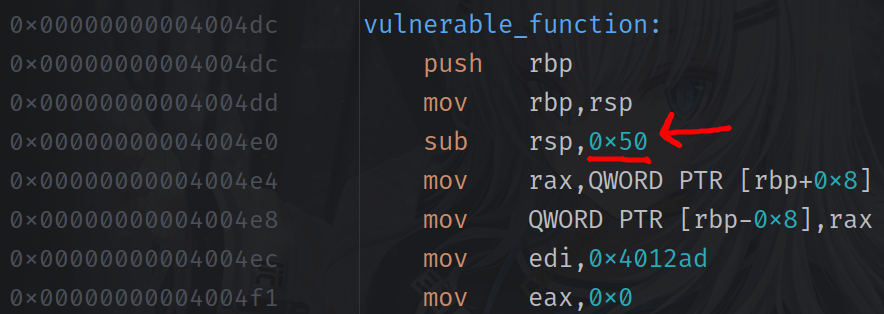 0x00000000004004dc vulnerable_function:
0x00000000004004dc push rbp
0x00000000004004dd mov rbp,rsp
0x00000000004004e0 sub rsp,0x50
0x00000000004004e4 mov rax,QWORD PTR [rbp+0x8]
0x00000000004004e8 mov QWORD PTR [rbp-0x8],rax
0x00000000004004ec mov edi,0x4012ad
0x00000000004004f1 mov eax,0x0